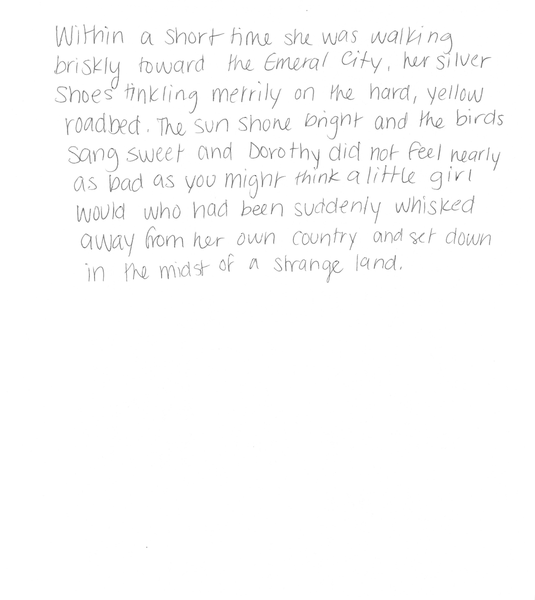 Within a short time she was walking
briskly toward the Emeral City, her silver
Shoes tinkling merrily on the hard, yellow
roadbed. The sun shone bright and the birds
sang sweet and Dorothy did not feel nearly
as bad as you might think a little girl
would who had been suddenly whisked
away from her own country and set down
in the midst of a strange land.